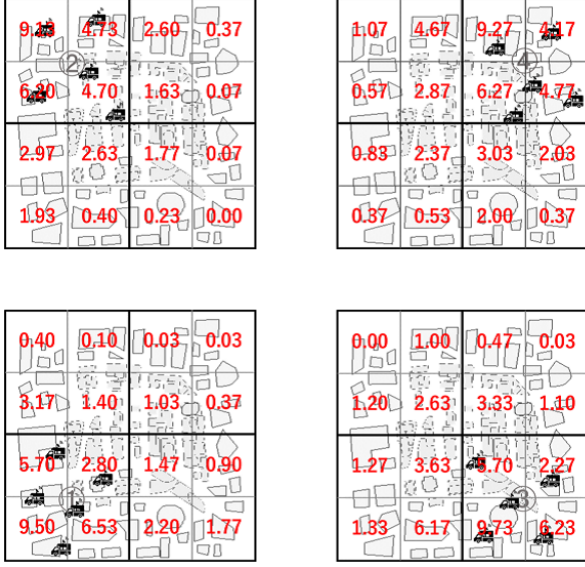 4.73 2.60 0.37
②
4.70 1.63 0.07
2.97 2.63 1.77 0.07
1.93 0.40 0.23 0.00
1.07 4.67 9.27 4.17
④
0.57 2.87 6.27 4.77
0.83 2.37 3.03 2.03
0.37 0.53 2.00 0.37
0.40 0.10 0.03 0.03
3.17 1.40 1.03 0.37
5.70 2.80 1.47 0.90
①
9.50 6.53 2.20 1.77
0.00 1.00 0.47 0.03
1.20 2.63 3.33 1.10
1.27 3.63 2.27
③
1.33 6.17 9.73 6.23